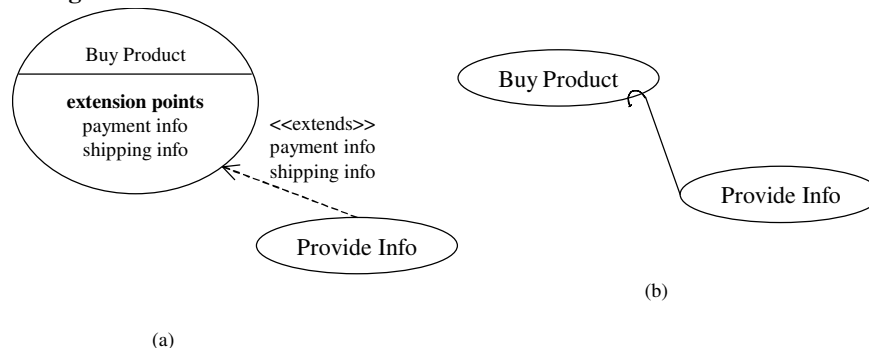 Buy Product
extension points
payment info
shipping info
<<extends>>
payment info
shipping info
Provide Info
(a)
Buy Product
Provide Info
(b)